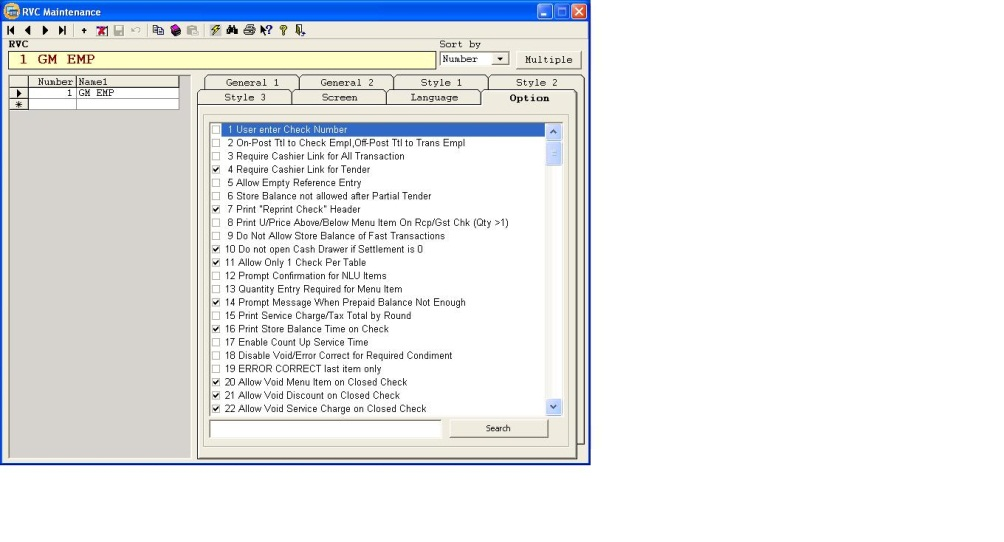 RVC Maintenance
RVC
Sort by
1 GM EMP
Number
Multiple
Number Name1
1 GM EMP
General 1 General 2 Style 1 Style 2
Style 3 Screen Language Option
1 User enter Check Number
2 On-Post Ttl to Check Empl,Off-Post Ttl to Trans Empl
3 Require Cashier Link for All Transaction
4 Require Cashier Link for Tender
5 Allow Empty Reference Entry
6 Store Balance not allowed after Partial Tender
7 Print "Reprint Check" Header
8 Print U/Price Above/Below Menu Item On Rcp/Gst Chk (Qty >1)
9 Do Not Allow Store Balance of Fast Transactions
10 Do not open Cash Drawer if Settlement is 0
11 Allow Only 1 Check Per Table
12 Prompt Confirmation for NLU Items
13 Quantity Entry Required for Menu Item
14 Prompt Message When Prepaid Balance Not Enough
15 Print Service Charge/Tax Total by Round
16 Print Store Balance Time on Check
17 Enable Count Up Service Time
18 Disable Void/Error Correct for Required Condiment
19 ERROR CORRECT last item only
20 Allow Void Menu Item on Closed Check
21 Allow Void Discount on Closed Check
22 Allow Void Service Charge on Closed Check
Search